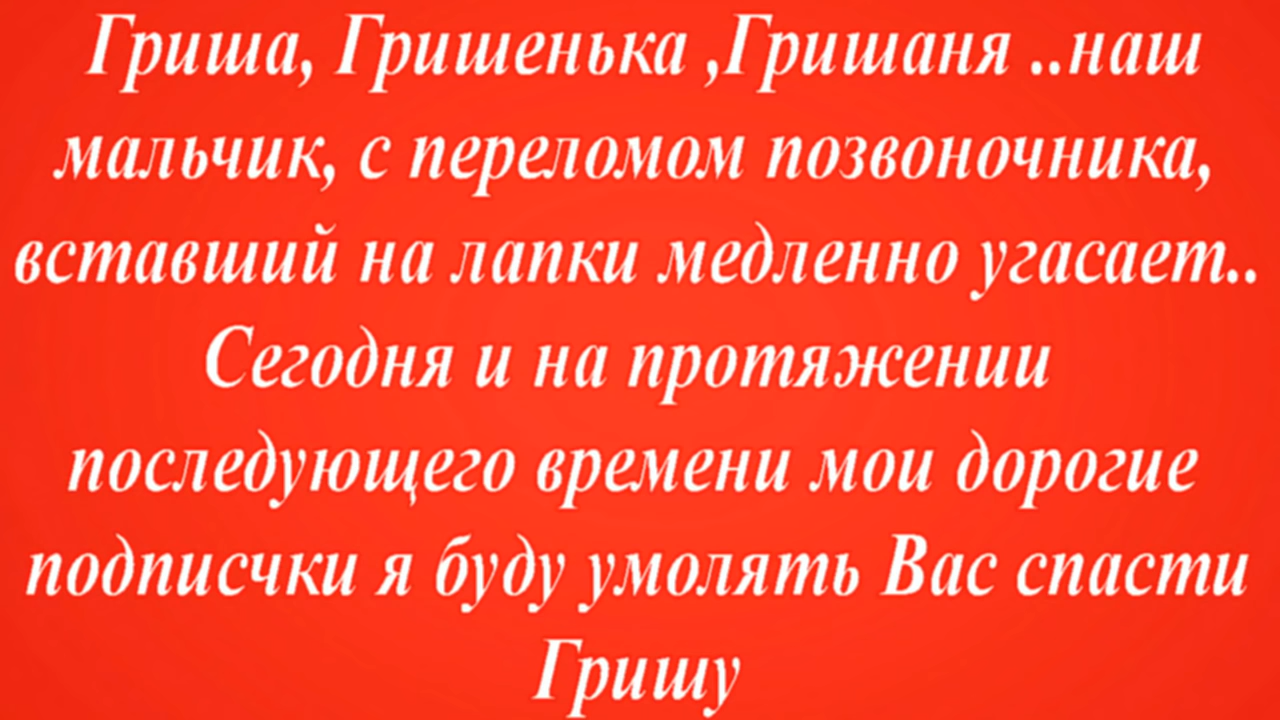 Гриша, Гришенька ,Гришаня ..наш
мальчик, с переломом позвоночника,
вставший на лапки медленно угасает..
Сегодня и на протяжении
последующего времени мои дорогие
подписчки я буду умолять Вас спасти
Гришу